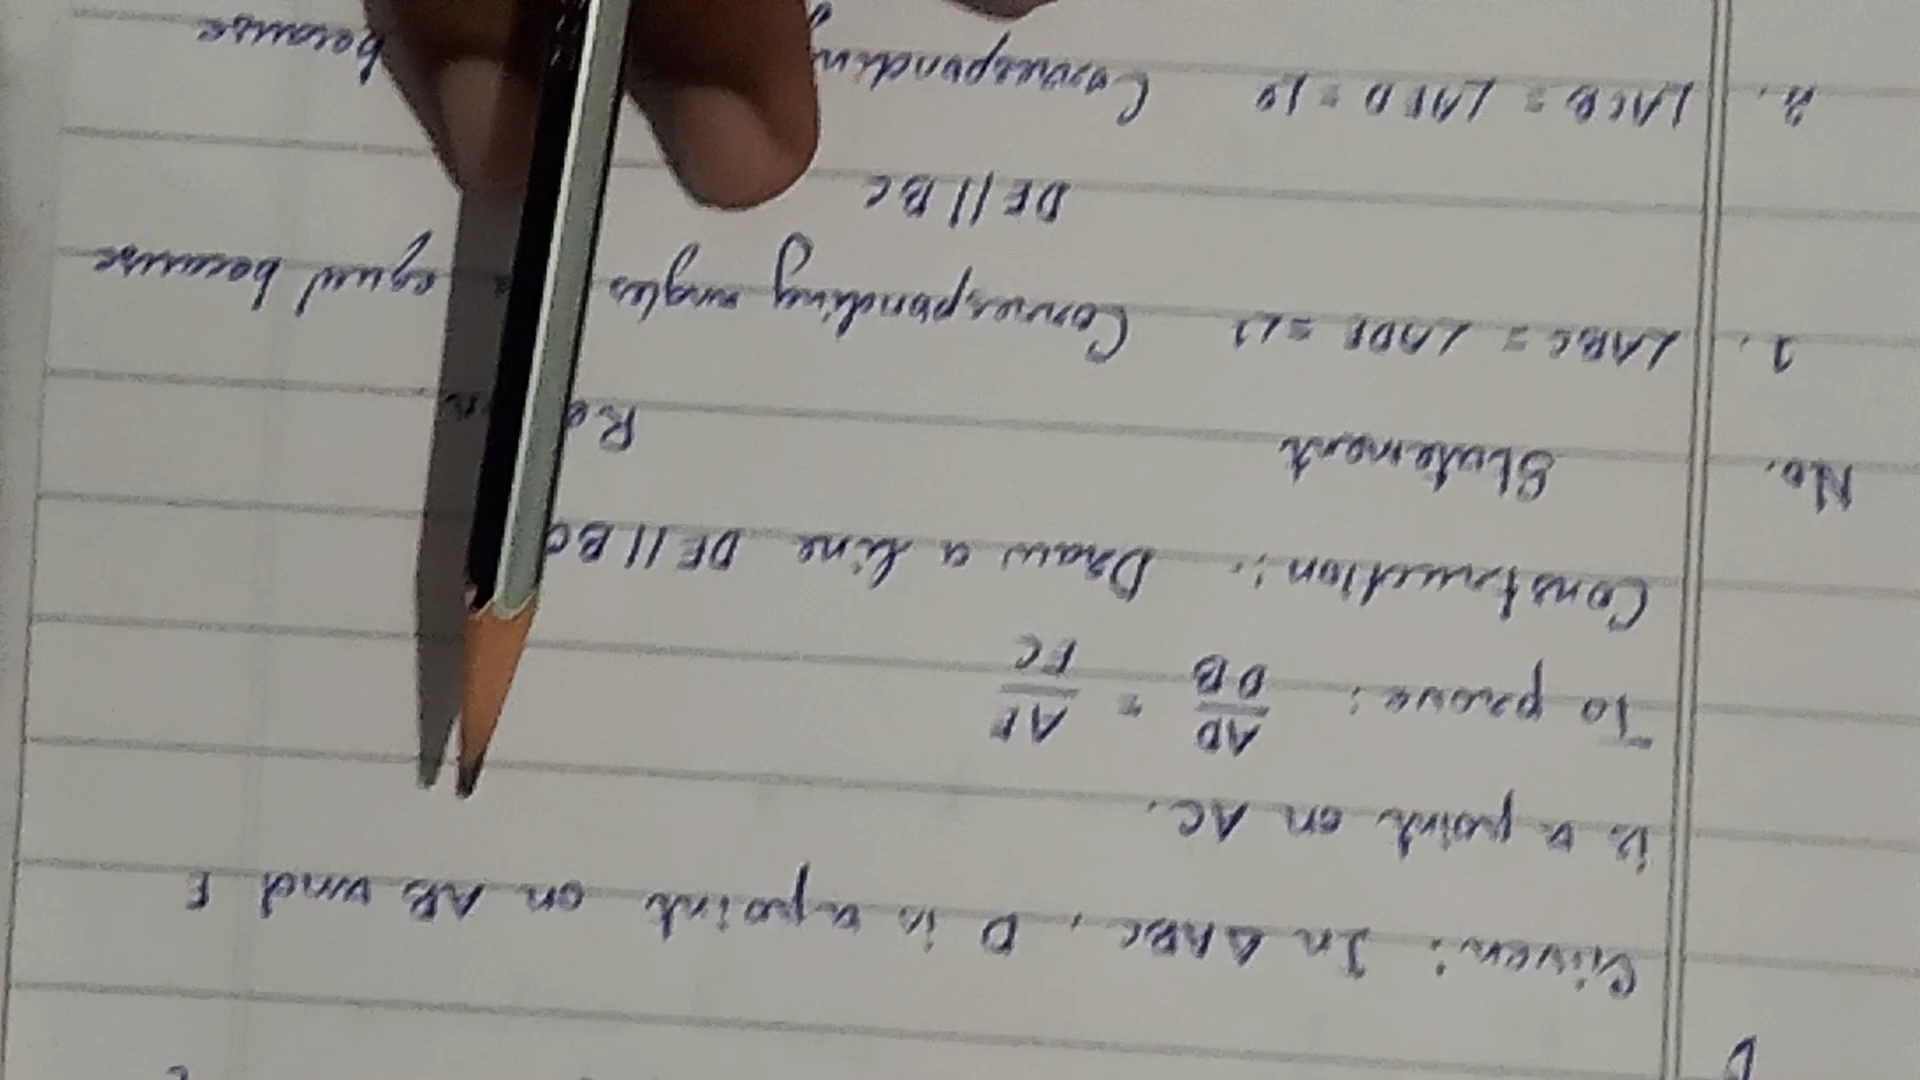 Given: In ΔABC, D is a point on AB and E
is a point on AC.
To prove: AD/DB = AE/EC
Construction: Draw a line DE||BC
No. Statement
1. ∠ABC = ∠ADE = ∠1 Corresponding angles equal because
DE||BC
2. ∠ACB = ∠AED = Corresponding because